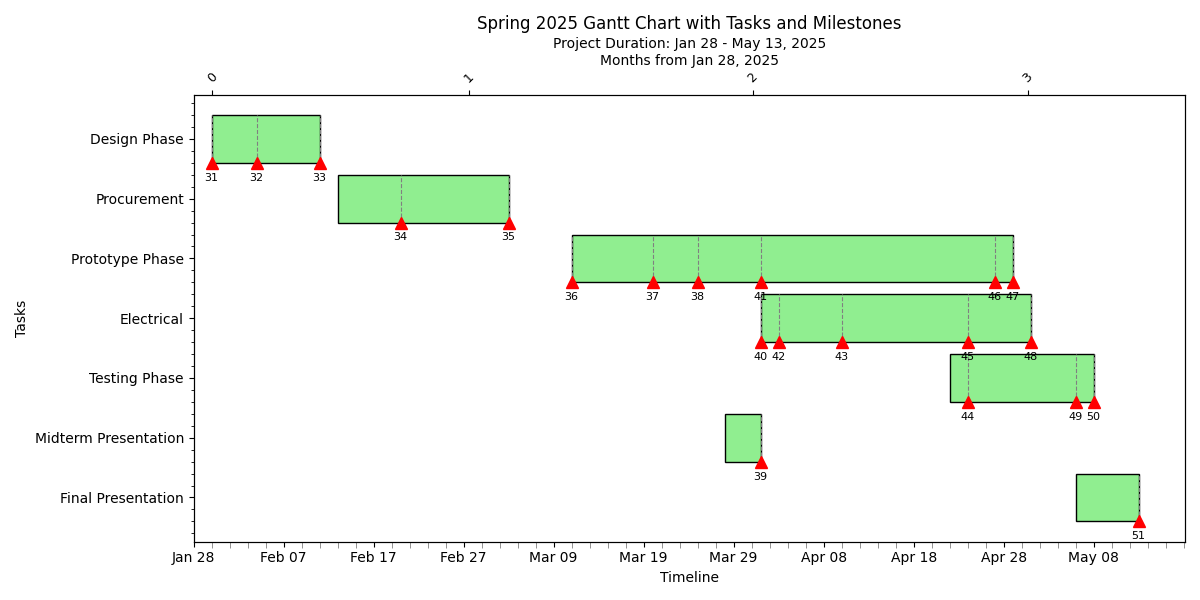 Spring 2025 Gantt Chart with Tasks and Milestones
Project Duration: Jan 28 - May 13, 2025
Months from Jan 28, 2025
0 1 2 3
Design Phase
31 32 33
Procurement
34 35
Prototype Phase
36 37 38 41 46 47
Electrical
40 42 43 45 48
Testing Phase
44 49 50
Midterm Presentation
39
Final Presentation
51
Tasks
Jan 28 Feb 07 Feb 17 Feb 27 Mar 09 Mar 19 Mar 29 Apr 08 Apr 18 Apr 28 May 08
Timeline